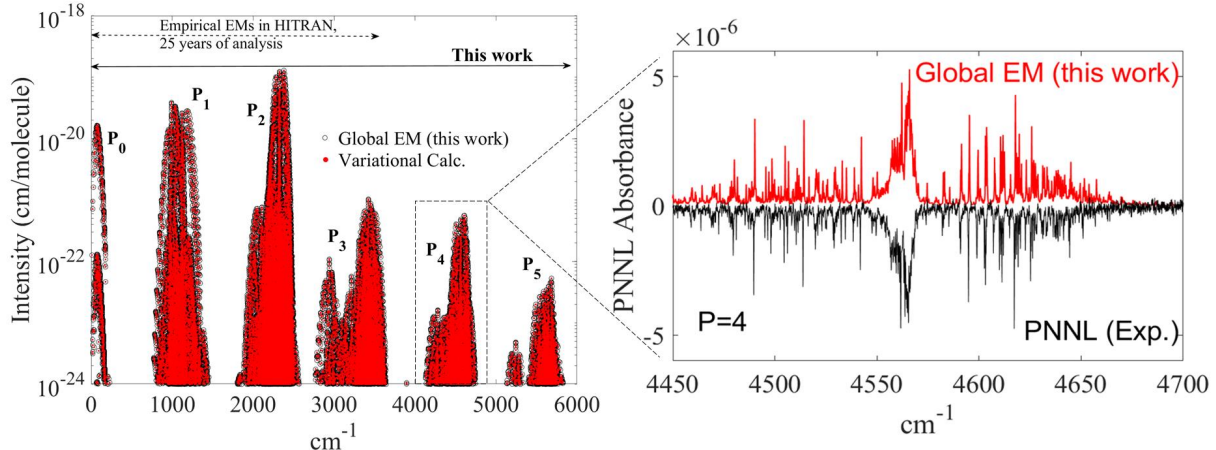 10⁻¹⁸
10⁻²⁰
10⁻²²
10⁻²⁴
Intensity (cm/molecule)
Empirical EMs in HITRAN,
25 years of analysis
This work
P₀
P₁
P₂
P₃
P₄
P₅
Global EM (this work)
Variational Calc.
0 1000 2000 3000 4000 5000 6000
cm⁻¹
×10⁻⁶
5
0
-5
PNNL Absorbance
Global EM (this work)
P=4
PNNL (Exp.)
4450 4500 4550 4600 4650 4700
cm⁻¹